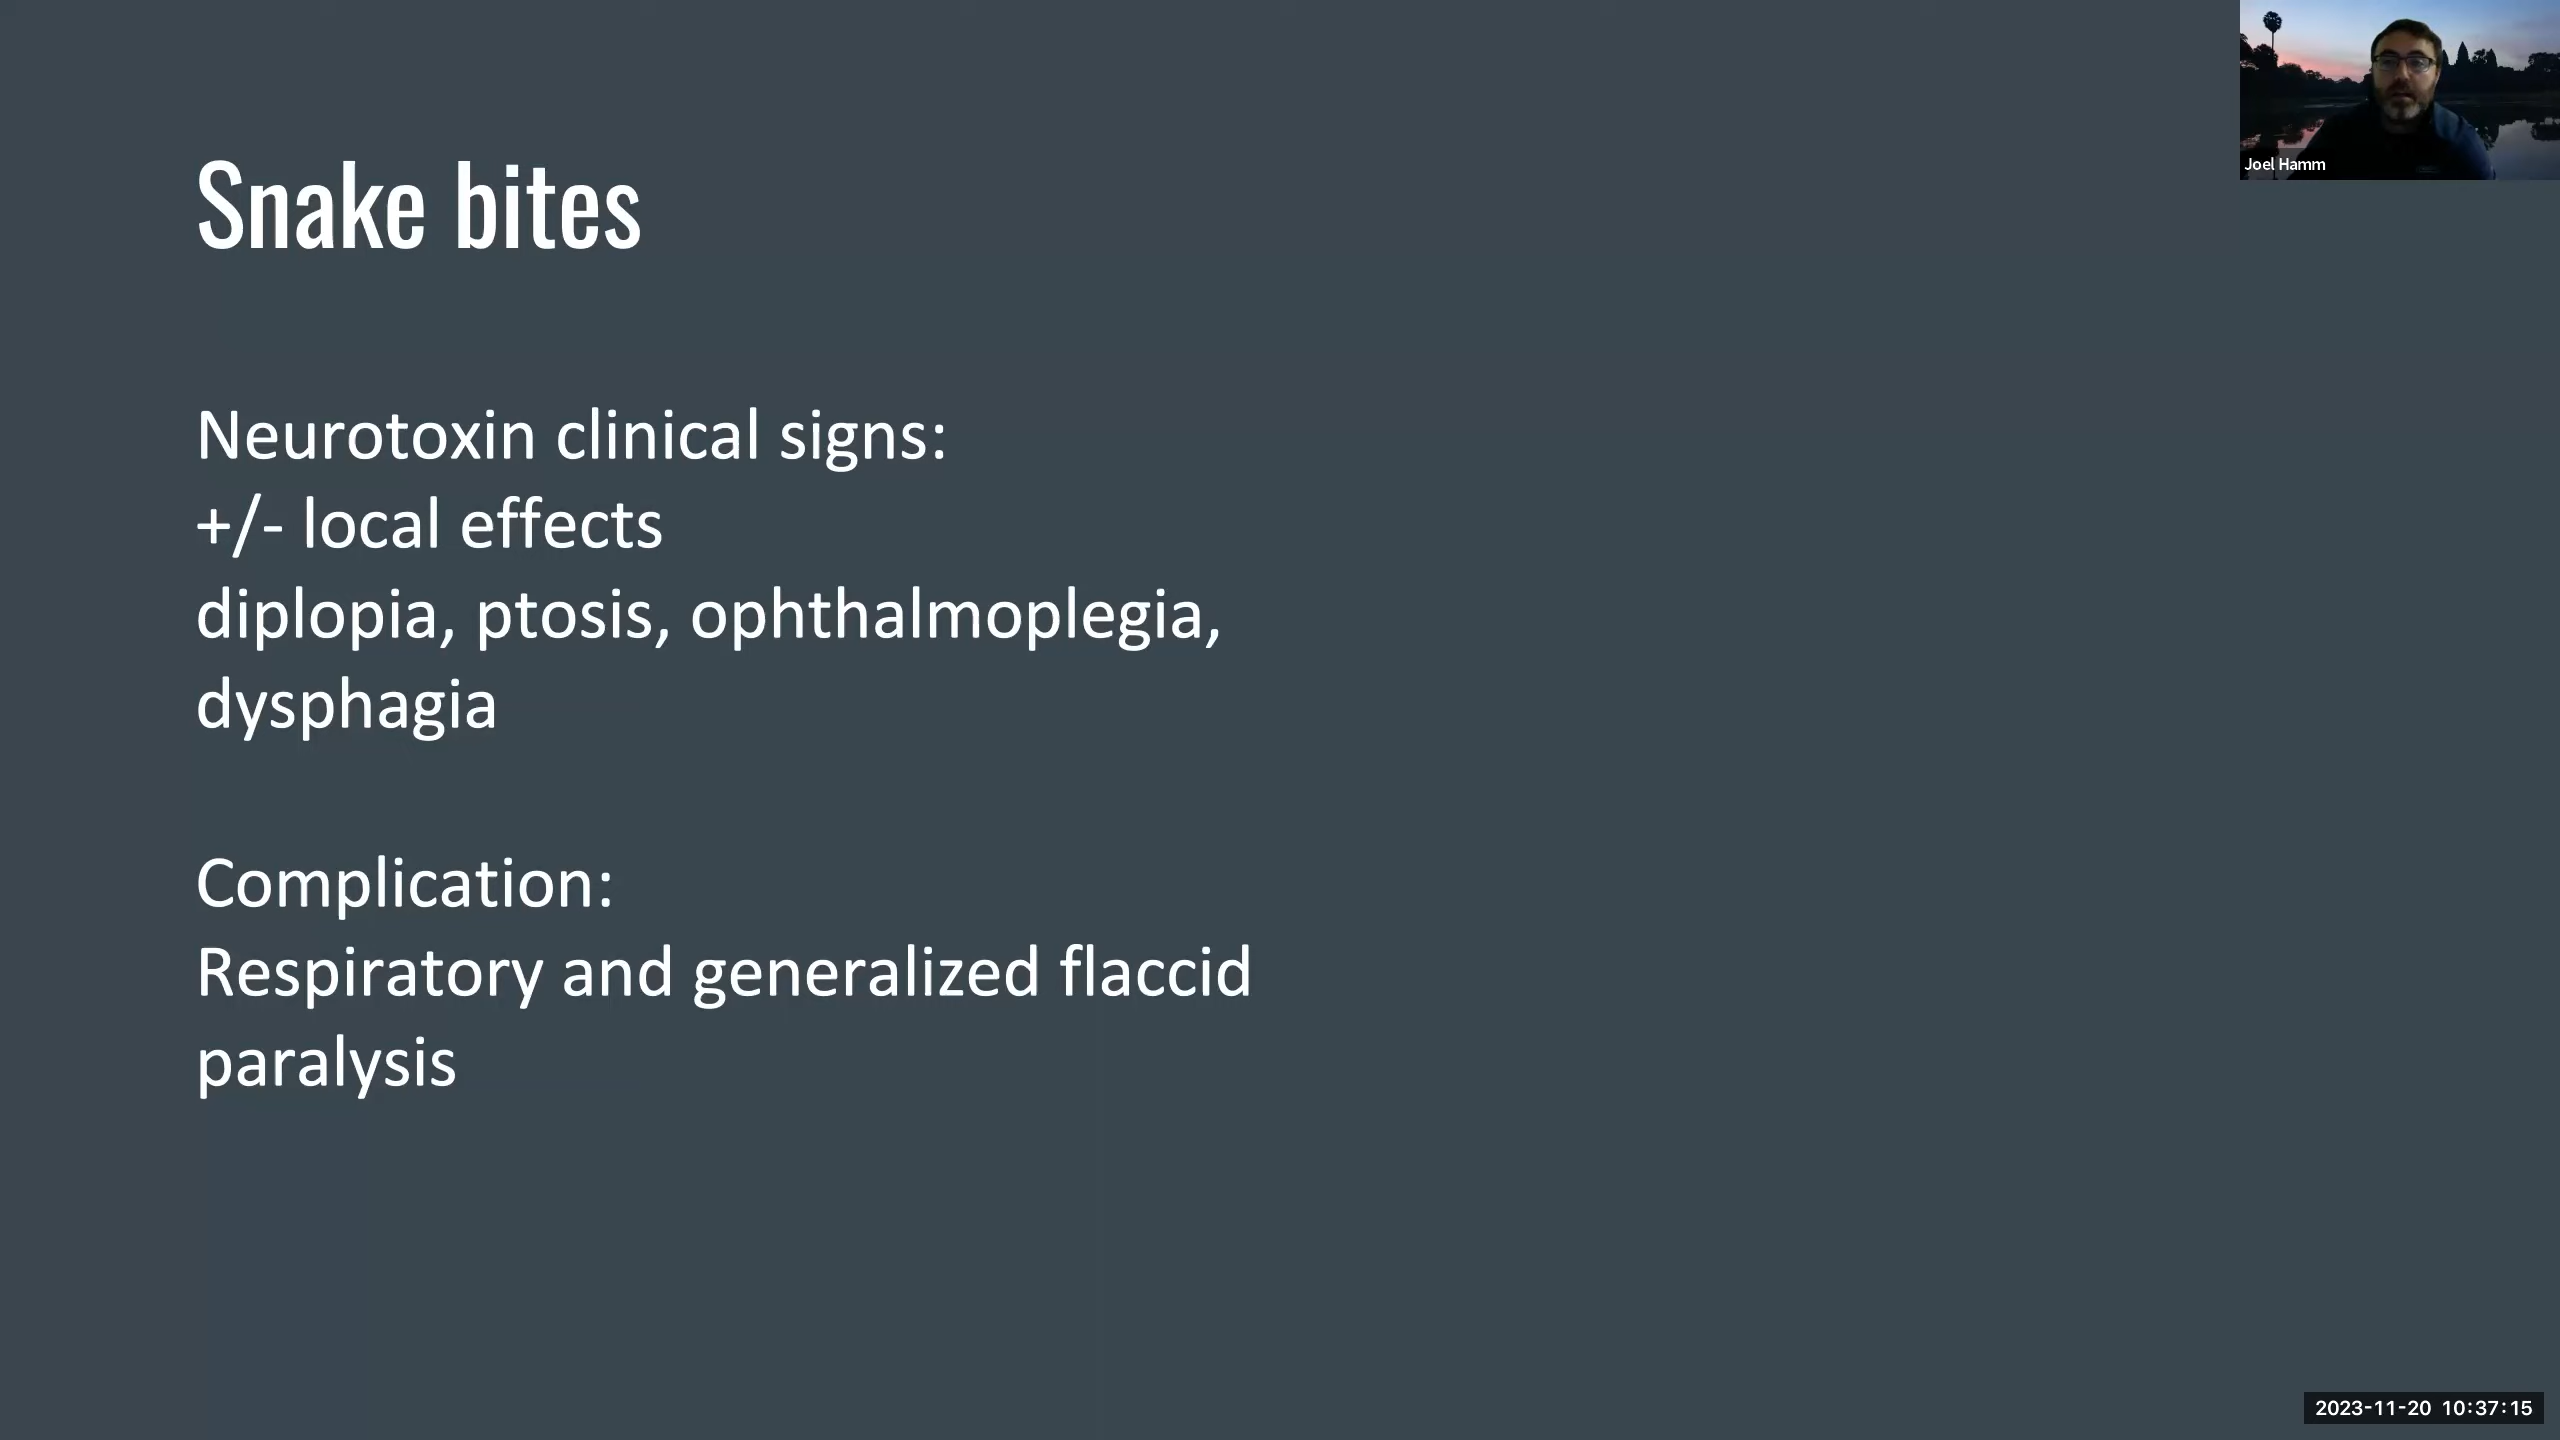 Snake bites
Neurotoxin clinical signs:
+/- local effects
diplopia, ptosis, ophthalmoplegia,
dysphagia
Complication:
Respiratory and generalized flaccid
paralysis
Joel Hamm
2023-11-20 10:37:15